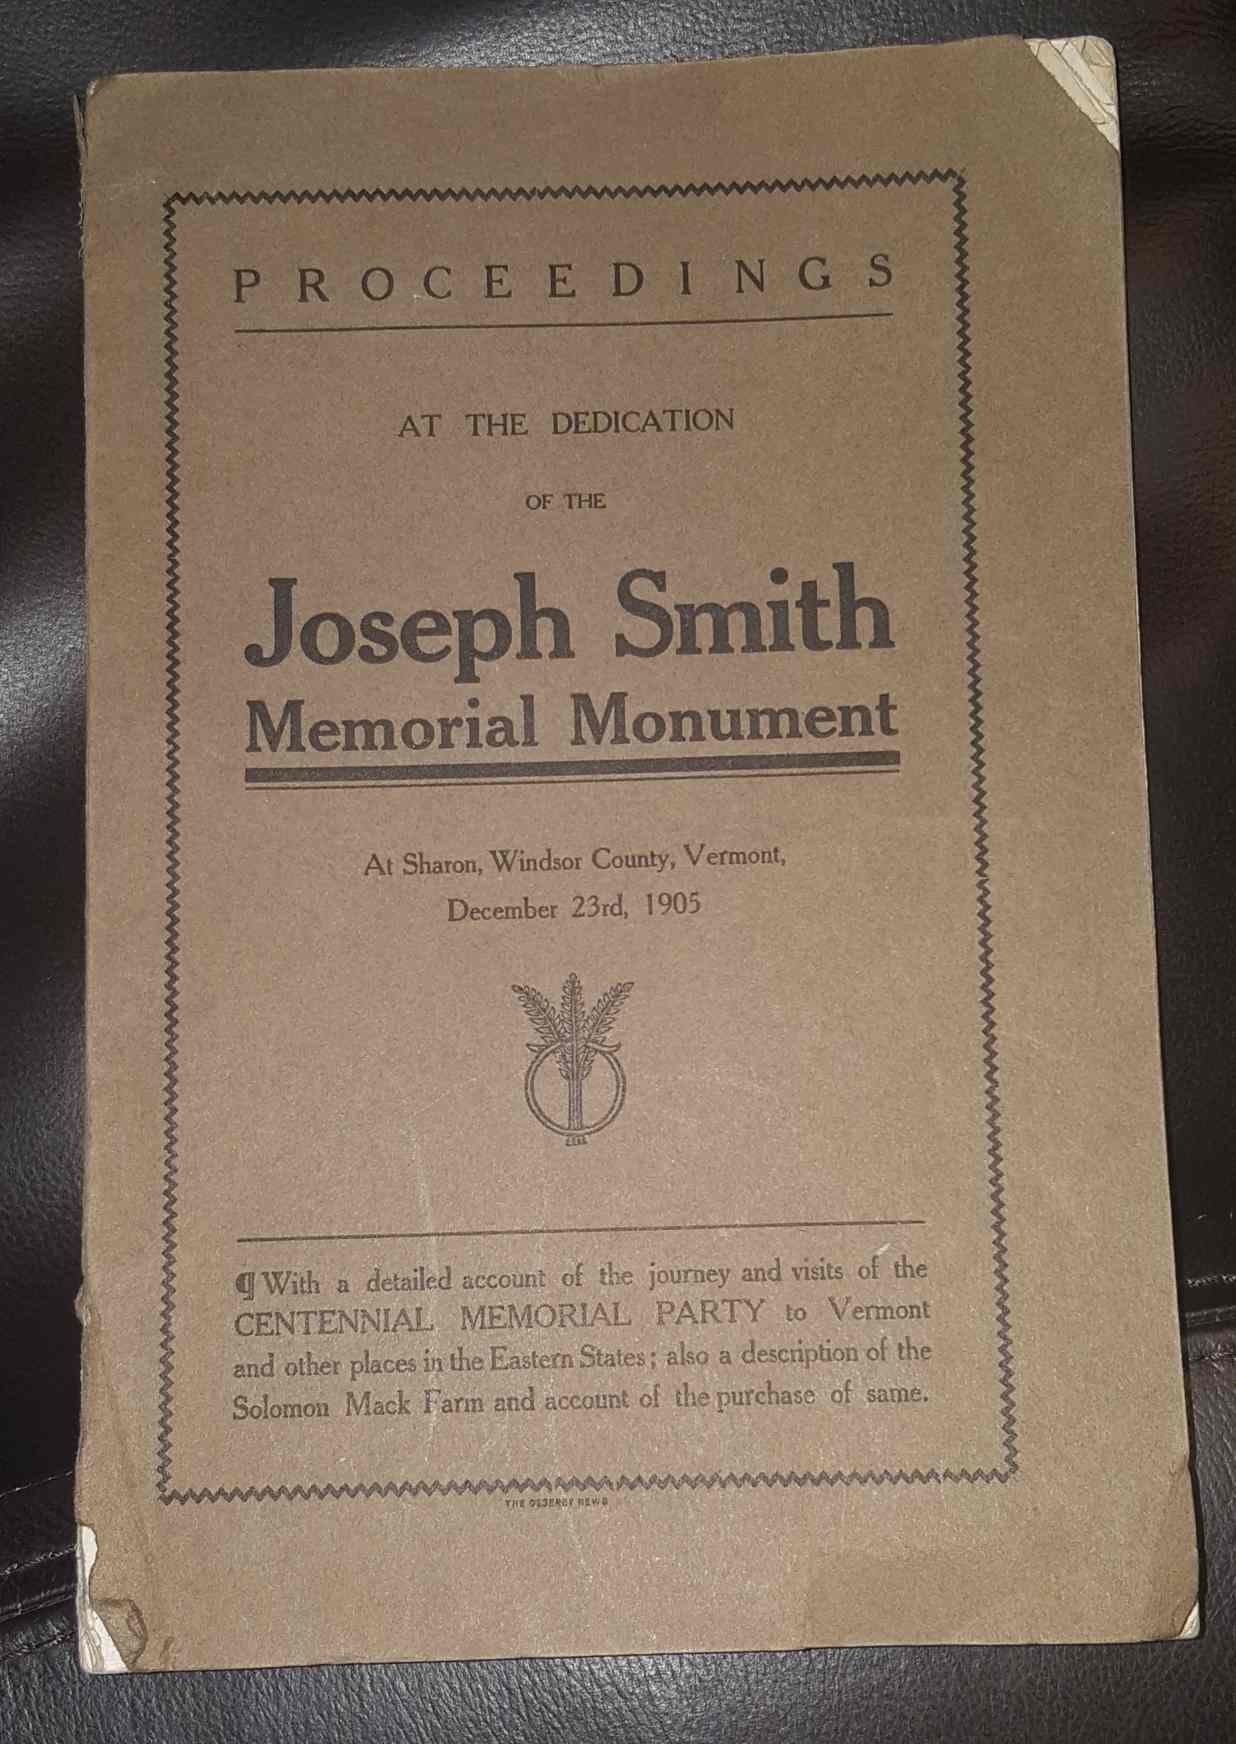 PROCEEDINGS
AT THE DEDICATION
OF THE
Joseph Smith
Memorial Monument
At Sharon, Windsor County, Vermont,
December 23rd, 1905
¶ With a detailed account of the journey and visits of the
CENTENNIAL MEMORIAL PARTY to Vermont
and other places in the Eastern States; also a description of the
Solomon Mack Farm and account of the purchase of same.
THE DESERET NEWS